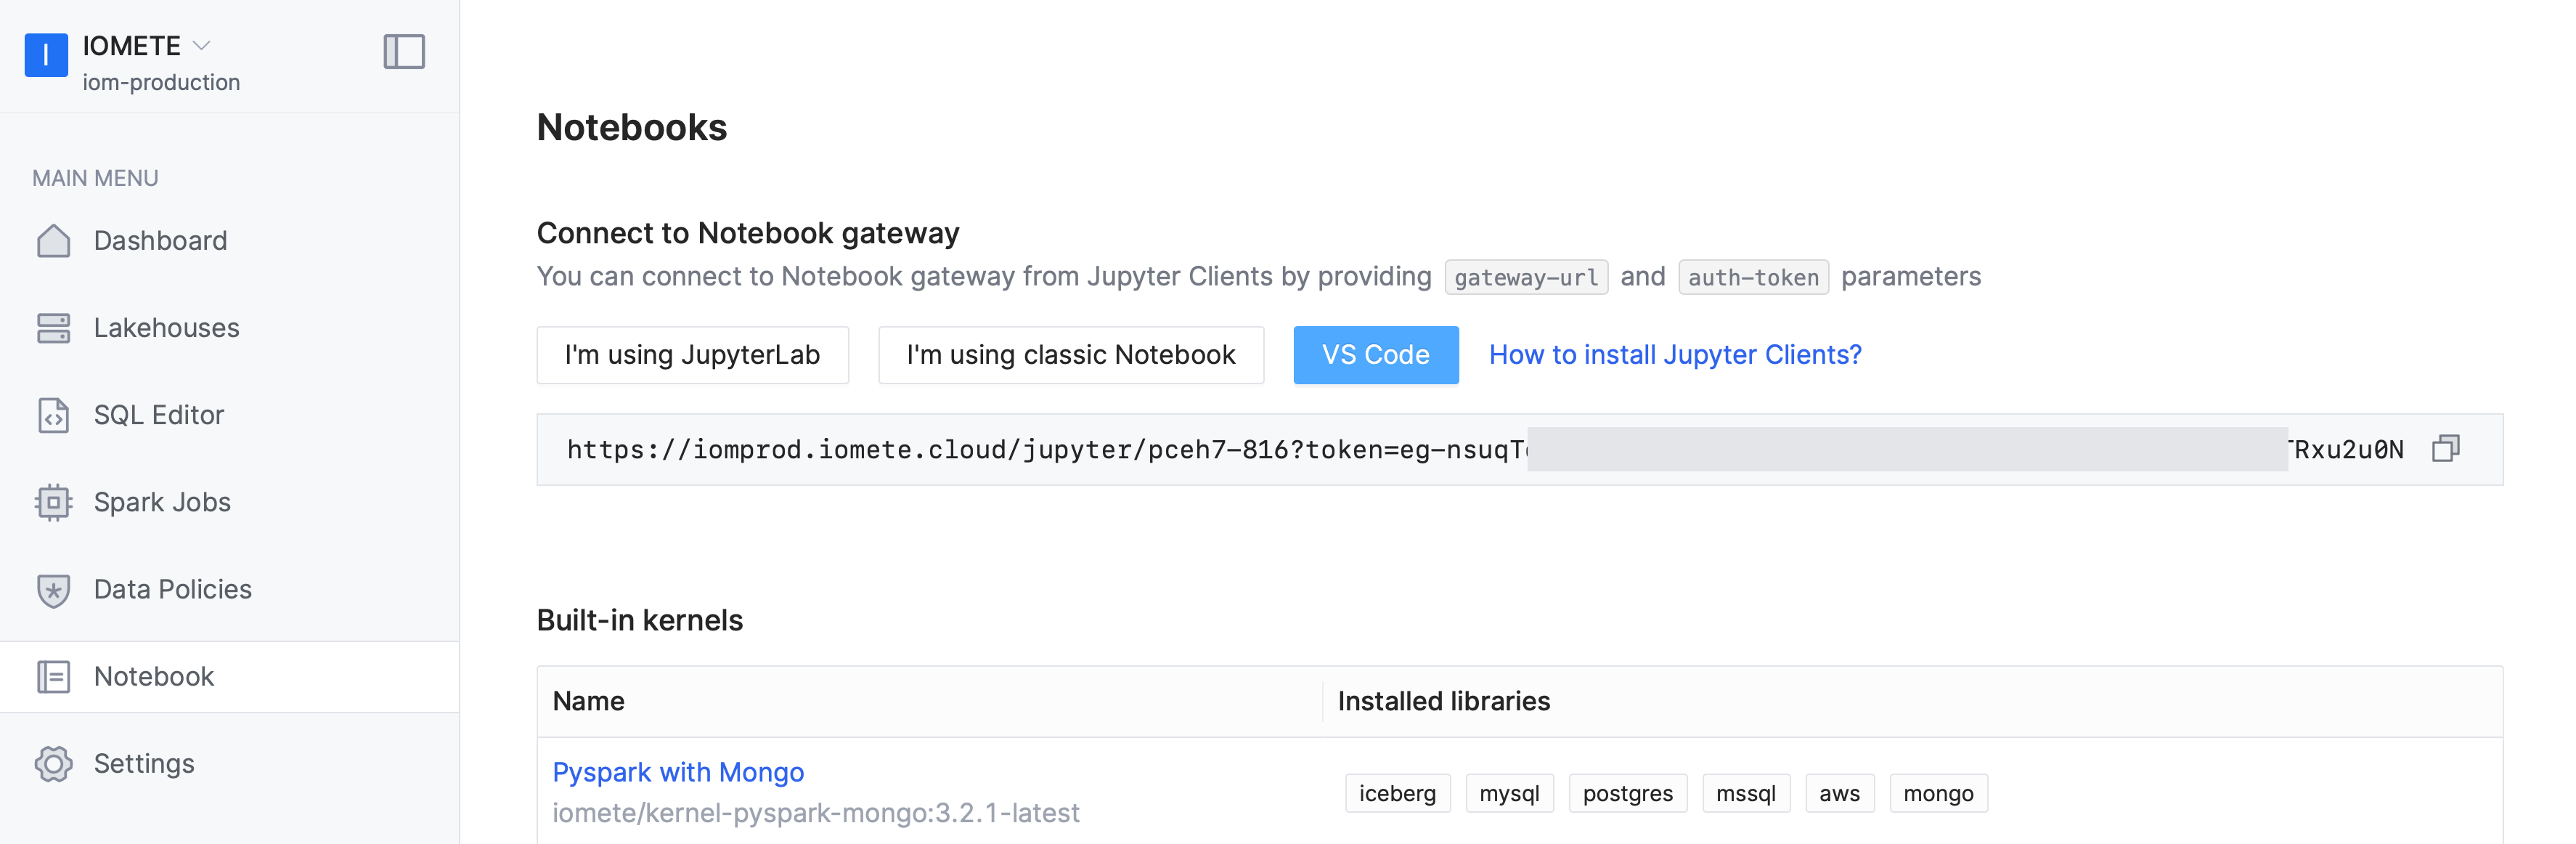 I IOMETE
iom-production
MAIN MENU
Dashboard
Lakehouses
SQL Editor
Spark Jobs
Data Policies
Notebook
Settings
Notebooks
Connect to Notebook gateway
You can connect to Notebook gateway from Jupyter Clients by providing gateway-url and auth-token parameters
I'm using JupyterLab I'm using classic Notebook VS Code How to install Jupyter Clients?
https://iomprod.iomete.cloud/jupyter/pceh7-816?token=eg-nsuqT Rxu2u0N
Built-in kernels
Name Installed libraries
Pyspark with Mongo
iomete/kernel-pyspark-mongo:3.2.1-latest
iceberg mysql postgres mssql aws mongo